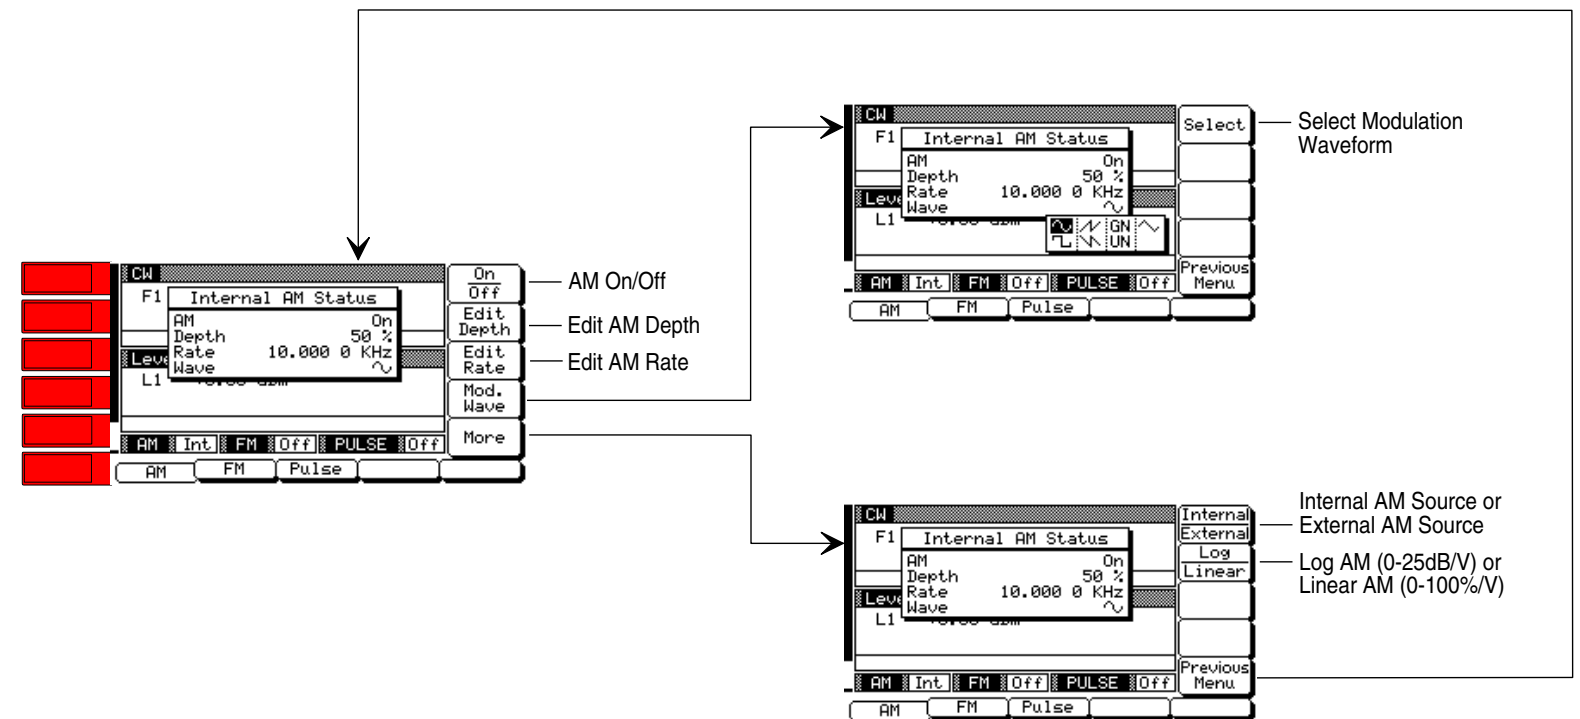 CW
F1
Internal AM Status
AM On
Depth 50 %
Rate 10.000 0 KHz
Wave
Leve
L1
AM Int FM Off PULSE Off
AM FM Pulse
On
Off
Edit
Depth
Edit
Rate
Mod.
Wave
More
AM On/Off
Edit AM Depth
Edit AM Rate
CW
F1
Internal AM Status
AM On
Depth 50 %
Rate 10.000 0 KHz
Wave
Leve
L1
GN
UN
AM Int FM Off PULSE Off
AM FM Pulse
Select
Previous
Menu
Select Modulation
Waveform
CW
F1
Internal AM Status
AM On
Depth 50 %
Rate 10.000 0 KHz
Wave
Leve
L1
AM Int FM Off PULSE Off
AM FM Pulse
Internal
External
Log
Linear
Previous
Menu
Internal AM Source or
External AM Source
Log AM (0-25dB/V) or
Linear AM (0-100%/V)